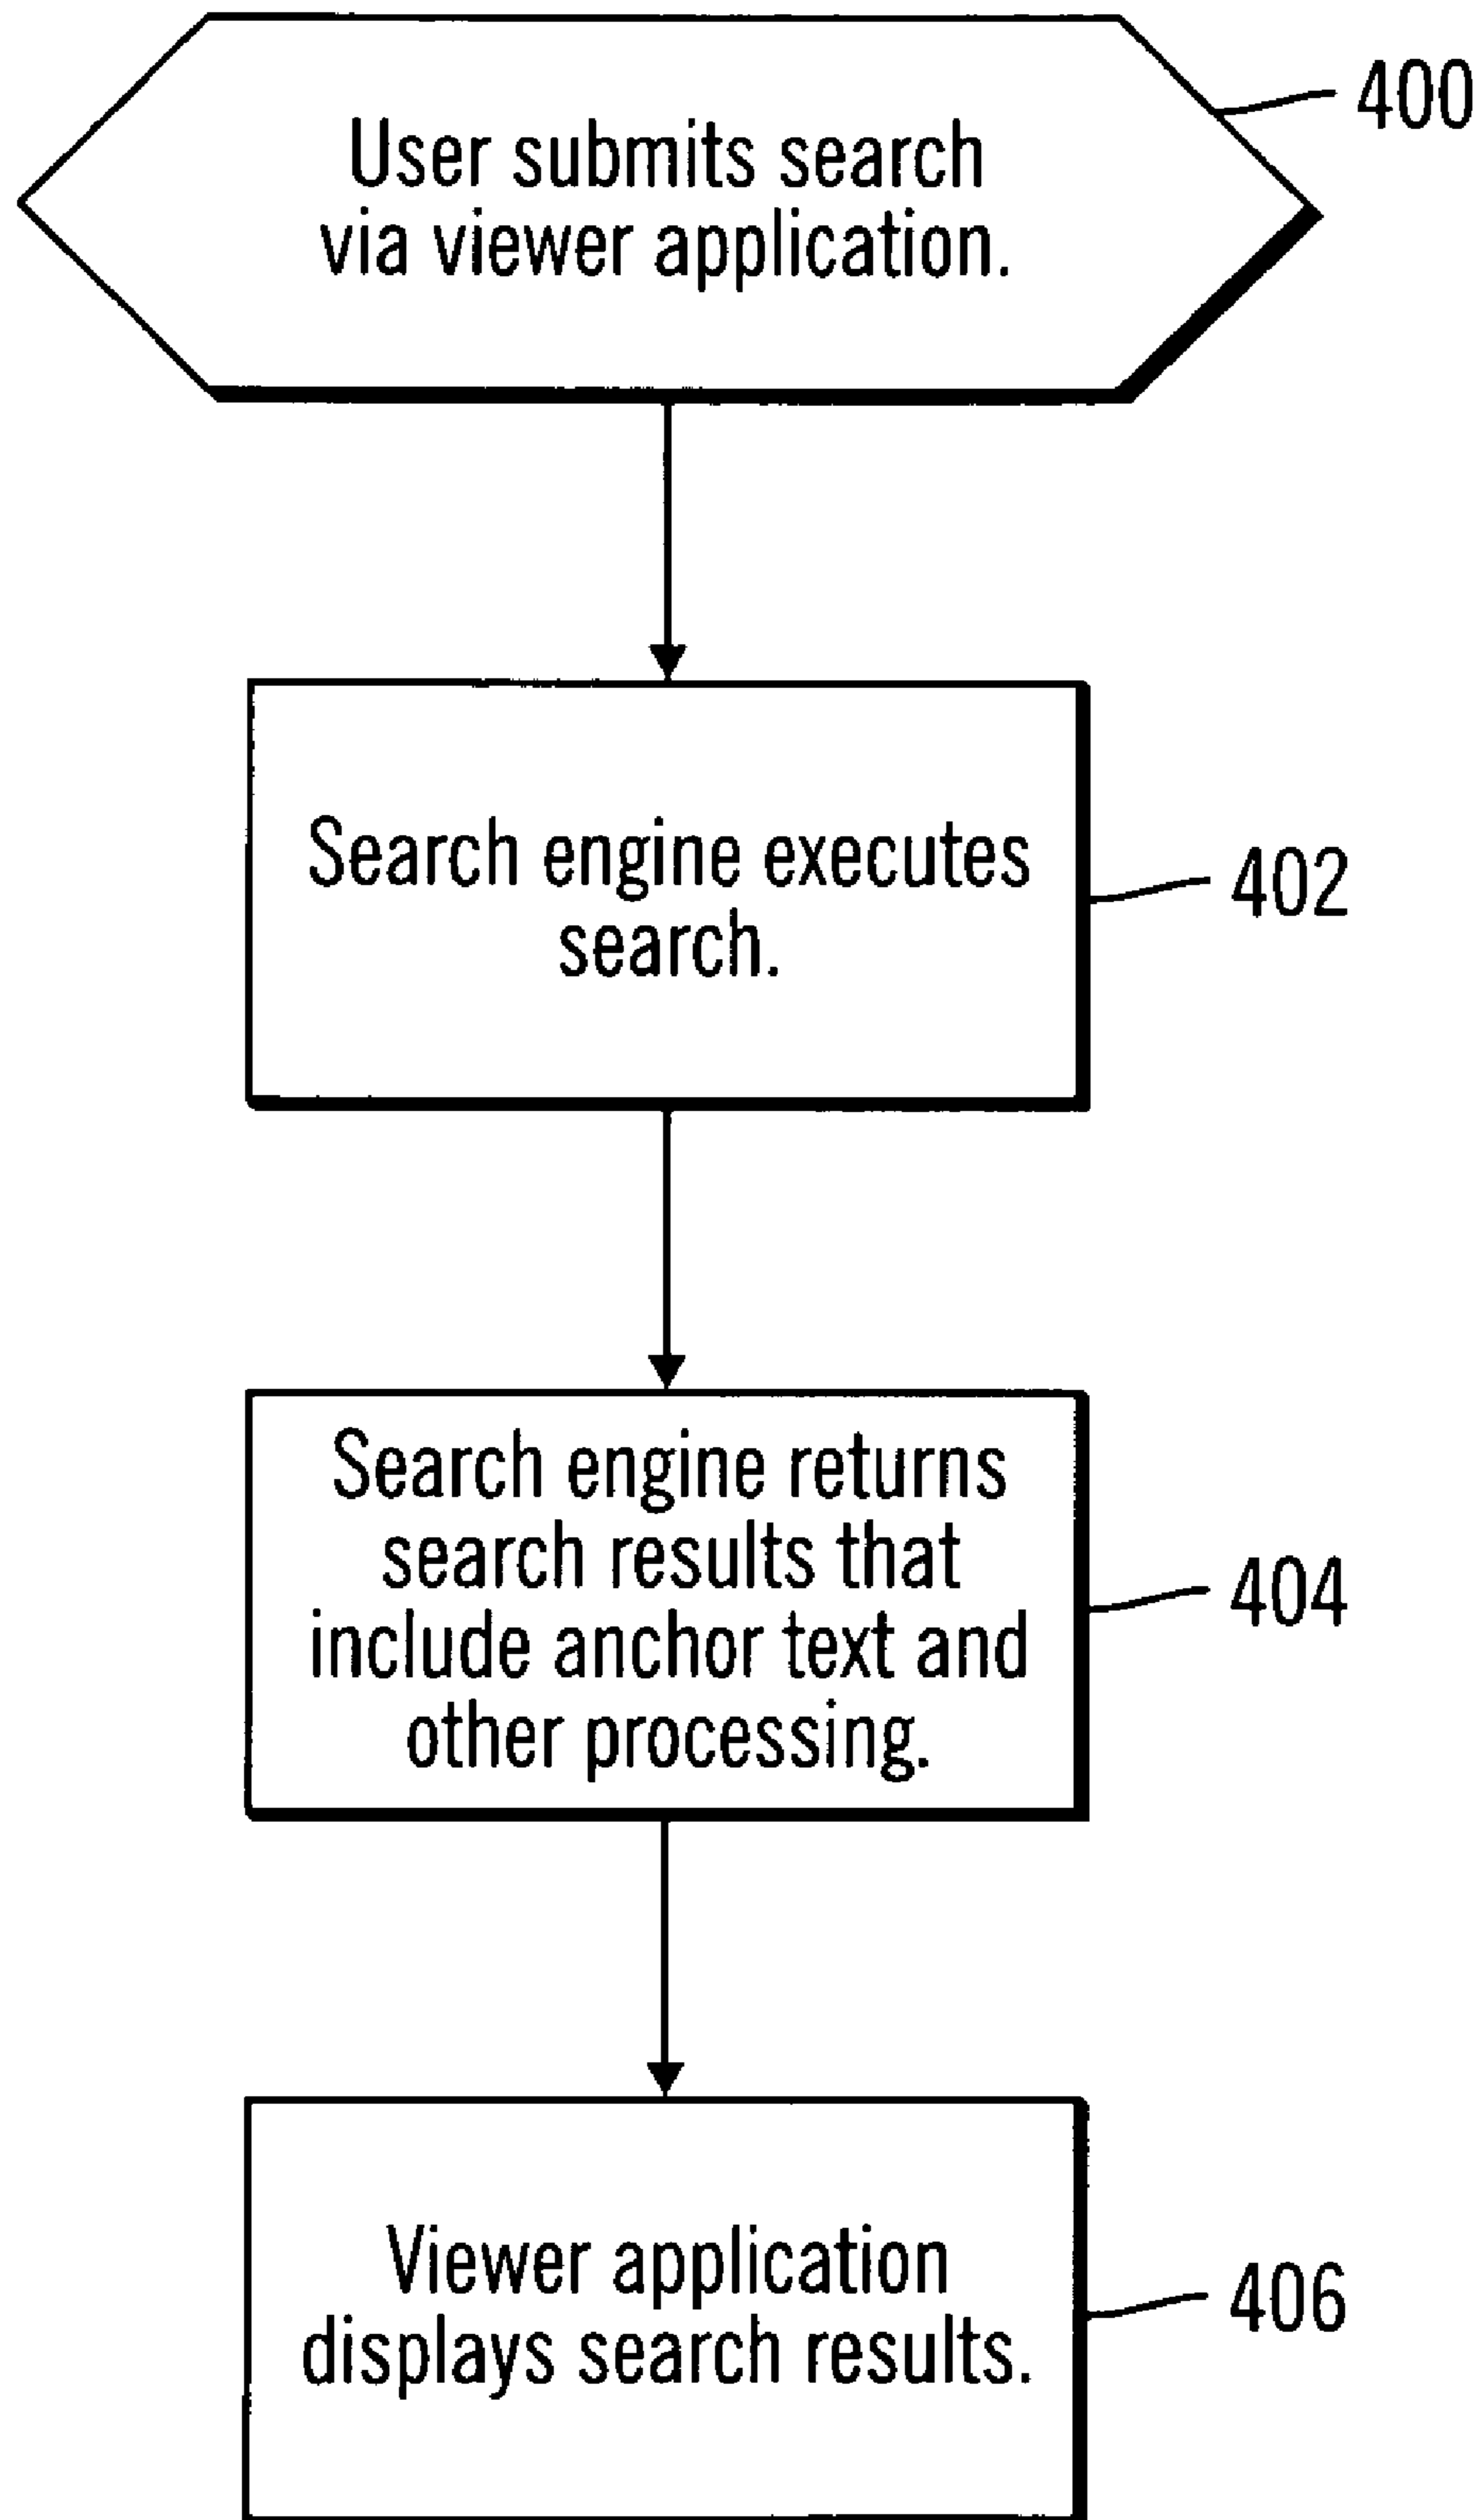 User submits search
via viewer application.
400
Search engine executes
search.
402
Search engine returns
search results that
include anchor text and
other processing.
404
Viewer application
displays search results.
406